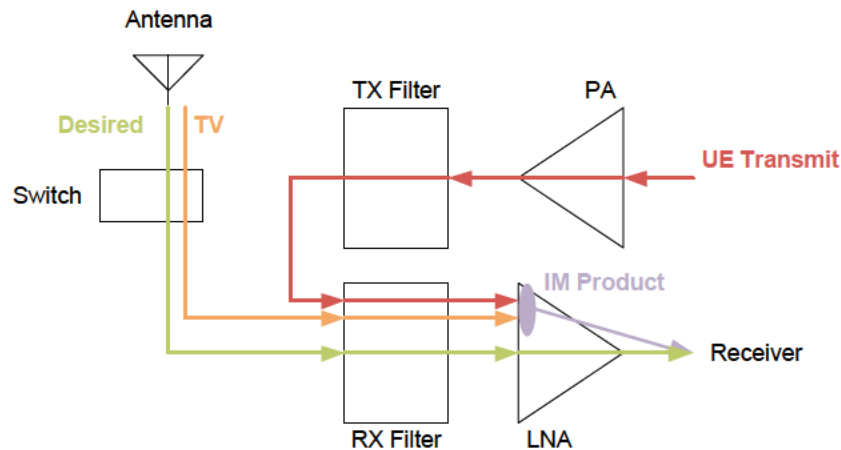 Antenna
TX Filter
PA
Desired
TV
UE Transmit
Switch
IM Product
Receiver
RX Filter
LNA